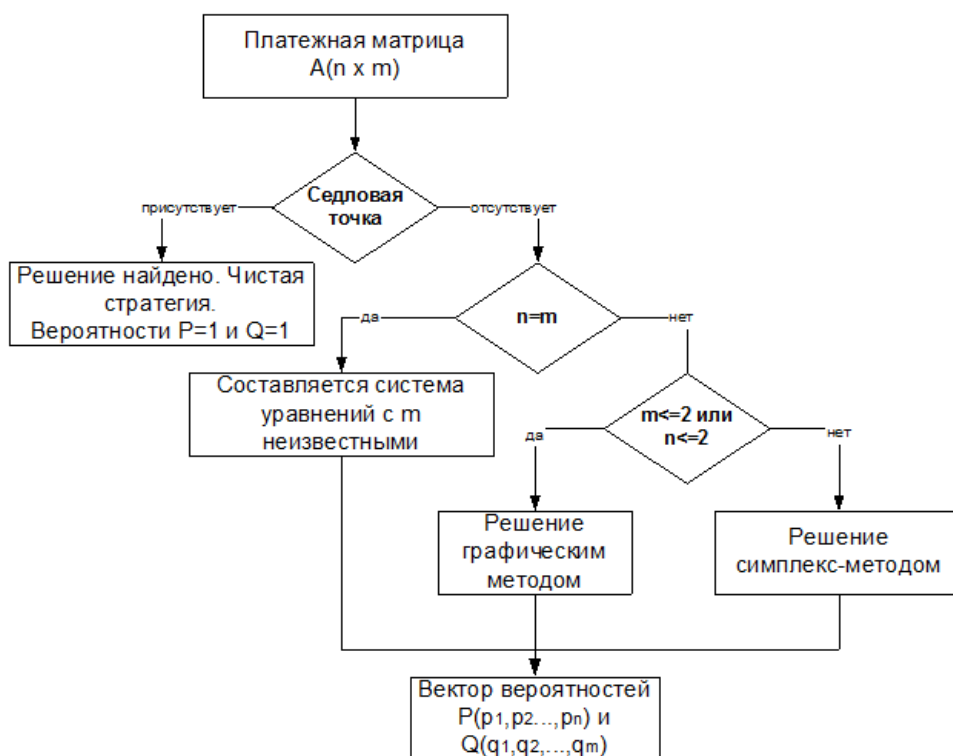 Платежная матрица
A(n x m)
Седловая
точка
присутствует
отсутствует
Решение найдено. Чистая
стратегия.
Вероятности P=1 и Q=1
n=m
да
нет
Составляется система
уравнений с m
неизвестными
m<=2 или
n<=2
да
нет
Решение
графическим
методом
Решение
симплекс-методом
Вектор вероятностей
P(p1,p2...,pn) и
Q(q1,q2,...,qm)